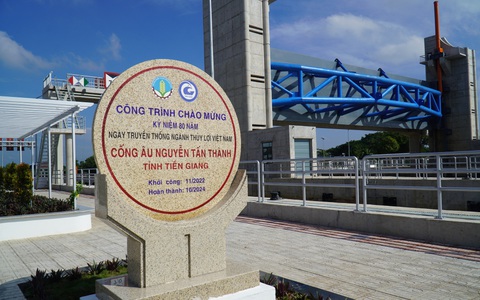 CÔNG TRÌNH CHÀO MỪNG
KỶ NIỆM 80 NĂM
NGÀY TRUYỀN THỐNG NGÀNH THỦY LỢI VIỆT NAM
CỐNG ÂU NGUYỄN TẤN THÀNH
TỈNH TIỀN GIANG
Khởi công: 11/2022
Hoàn thành: 10/2024